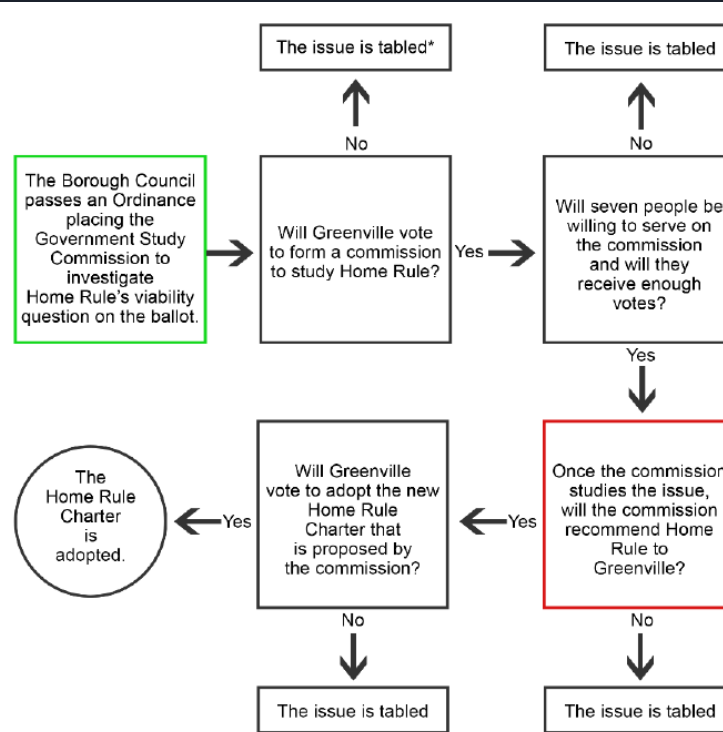 The issue is tabled*
The issue is tabled
No
No
The Borough Council
passes an Ordinance
placing the
Government Study
Commission to
investigate
Home Rule's viability
question on the ballot.
Will Greenville vote
to form a commission
to study Home Rule?
Yes
Will seven people be
willing to serve on
the commission
and will they
receive enough
votes?
Yes
Once the commission
studies the issue,
will the commission
recommend Home
Rule to
Greenville?
Yes
Will Greenville
vote to adopt the new
Home Rule
Charter that
is proposed by
the commission?
Yes
The
Home Rule
Charter
is
adopted.
No
No
The issue is tabled
The issue is tabled